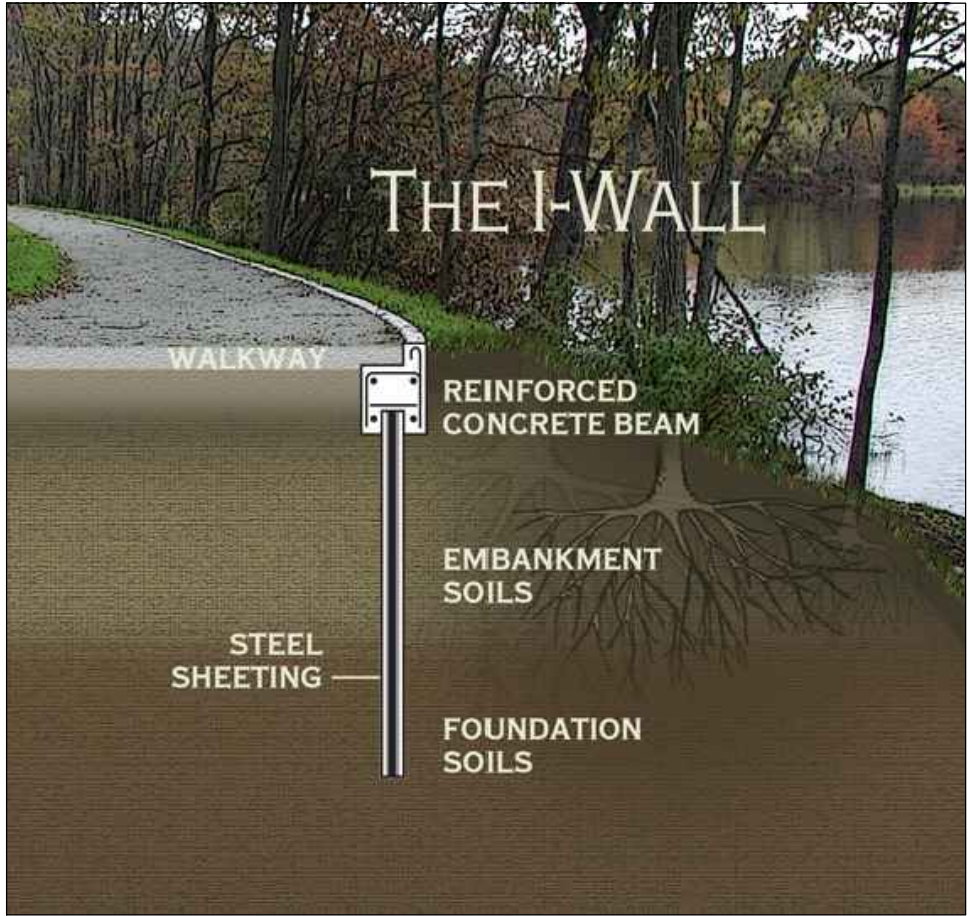 THE I-WALL
WALKWAY
REINFORCED
CONCRETE BEAM
EMBANKMENT
SOILS
STEEL
SHEETING
FOUNDATION
SOILS